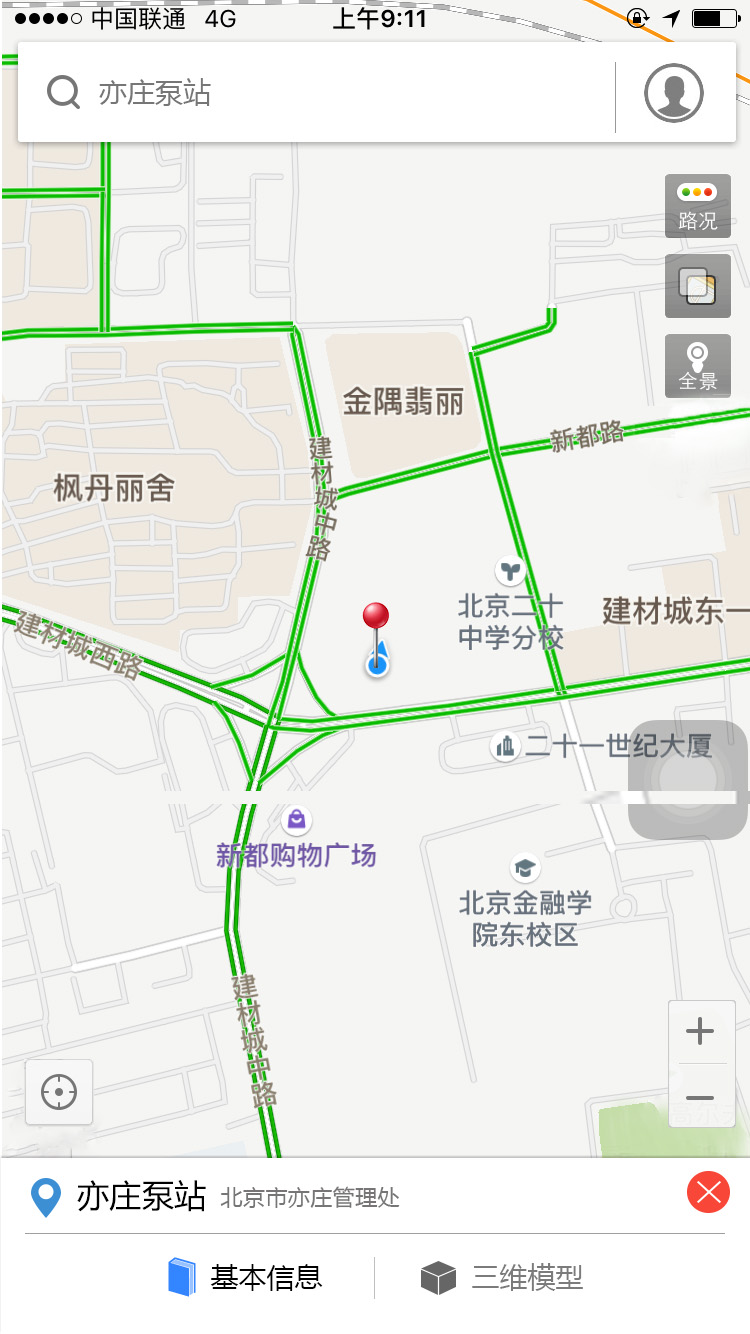 中国联通 4G 上午9:11
亦庄泵站
路况
全景
金隅翡丽
新都路
建材城中路
枫丹丽舍
北京二十
中学分校
建材城东一
建材城西路
二十一世纪大厦
新都购物广场
北京金融学
院东校区
建材城中路
亦庄泵站 北京市亦庄管理处
基本信息 三维模型